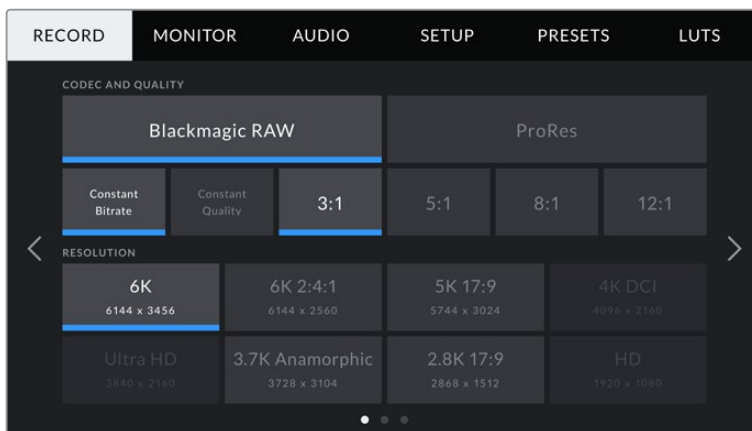 RECORD MONITOR AUDIO SETUP PRESETS LUTS
CODEC AND QUALITY
Blackmagic RAW ProRes
Constant Bitrate Constant Quality 3:1 5:1 8:1 12:1
RESOLUTION
6K 6K 2:4:1 5K 17:9 4K DCI
6144 x 3456 6144 x 2560 5744 x 3024 4096 x 2160
Ultra HD 3.7K Anamorphic 2.8K 17:9 HD
3840 x 2160 3728 x 3104 2868 x 1512 1920 x 1080